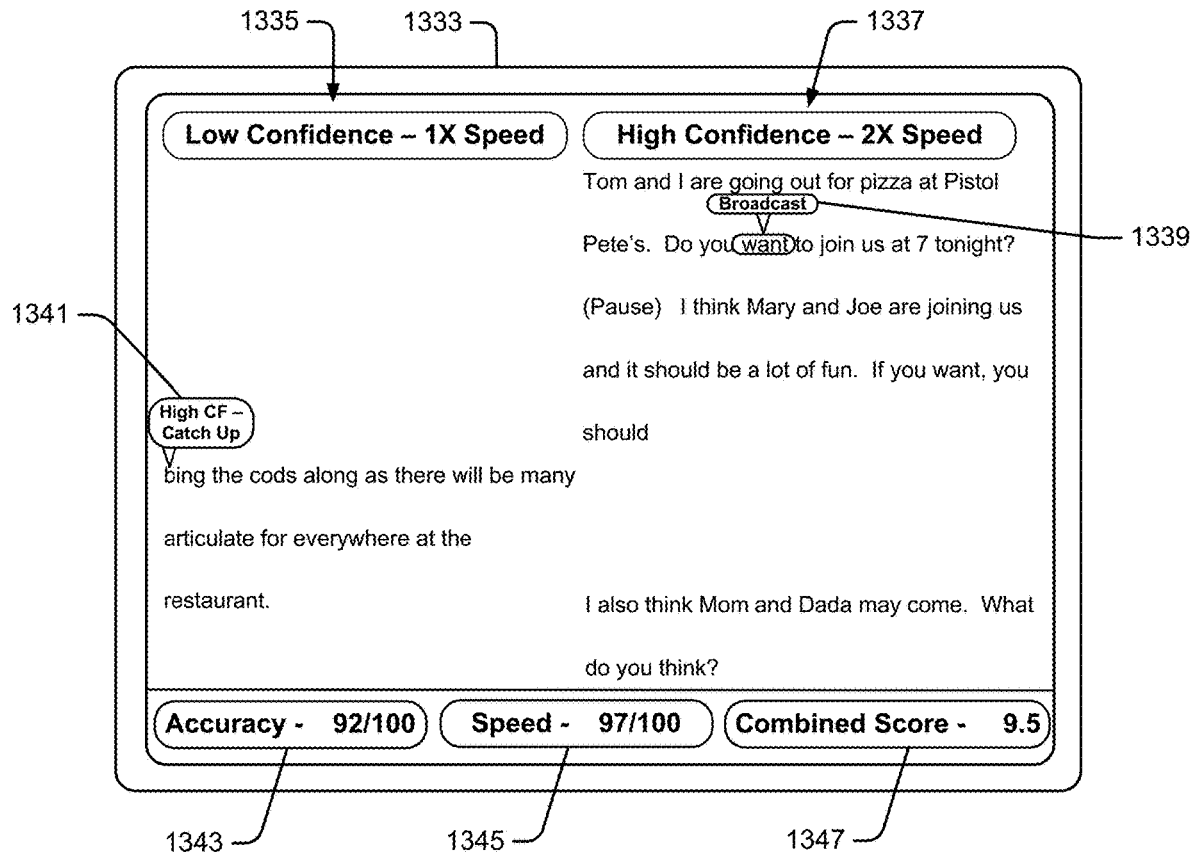 1335
1333
1337
Low Confidence – 1X Speed
High Confidence – 2X Speed
Tom and I are going out for pizza at Pistol
Broadcast
1339
Pete's. Do you want to join us at 7 tonight?
1341
(Pause) I think Mary and Joe are joining us
and it should be a lot of fun. If you want, you
High CF –
Catch Up
should
bing the cods along as there will be many
articulate for everywhere at the
restaurant.
I also think Mom and Dada may come. What
do you think?
Accuracy - 92/100
Speed - 97/100
Combined Score - 9.5
1343
1345
1347